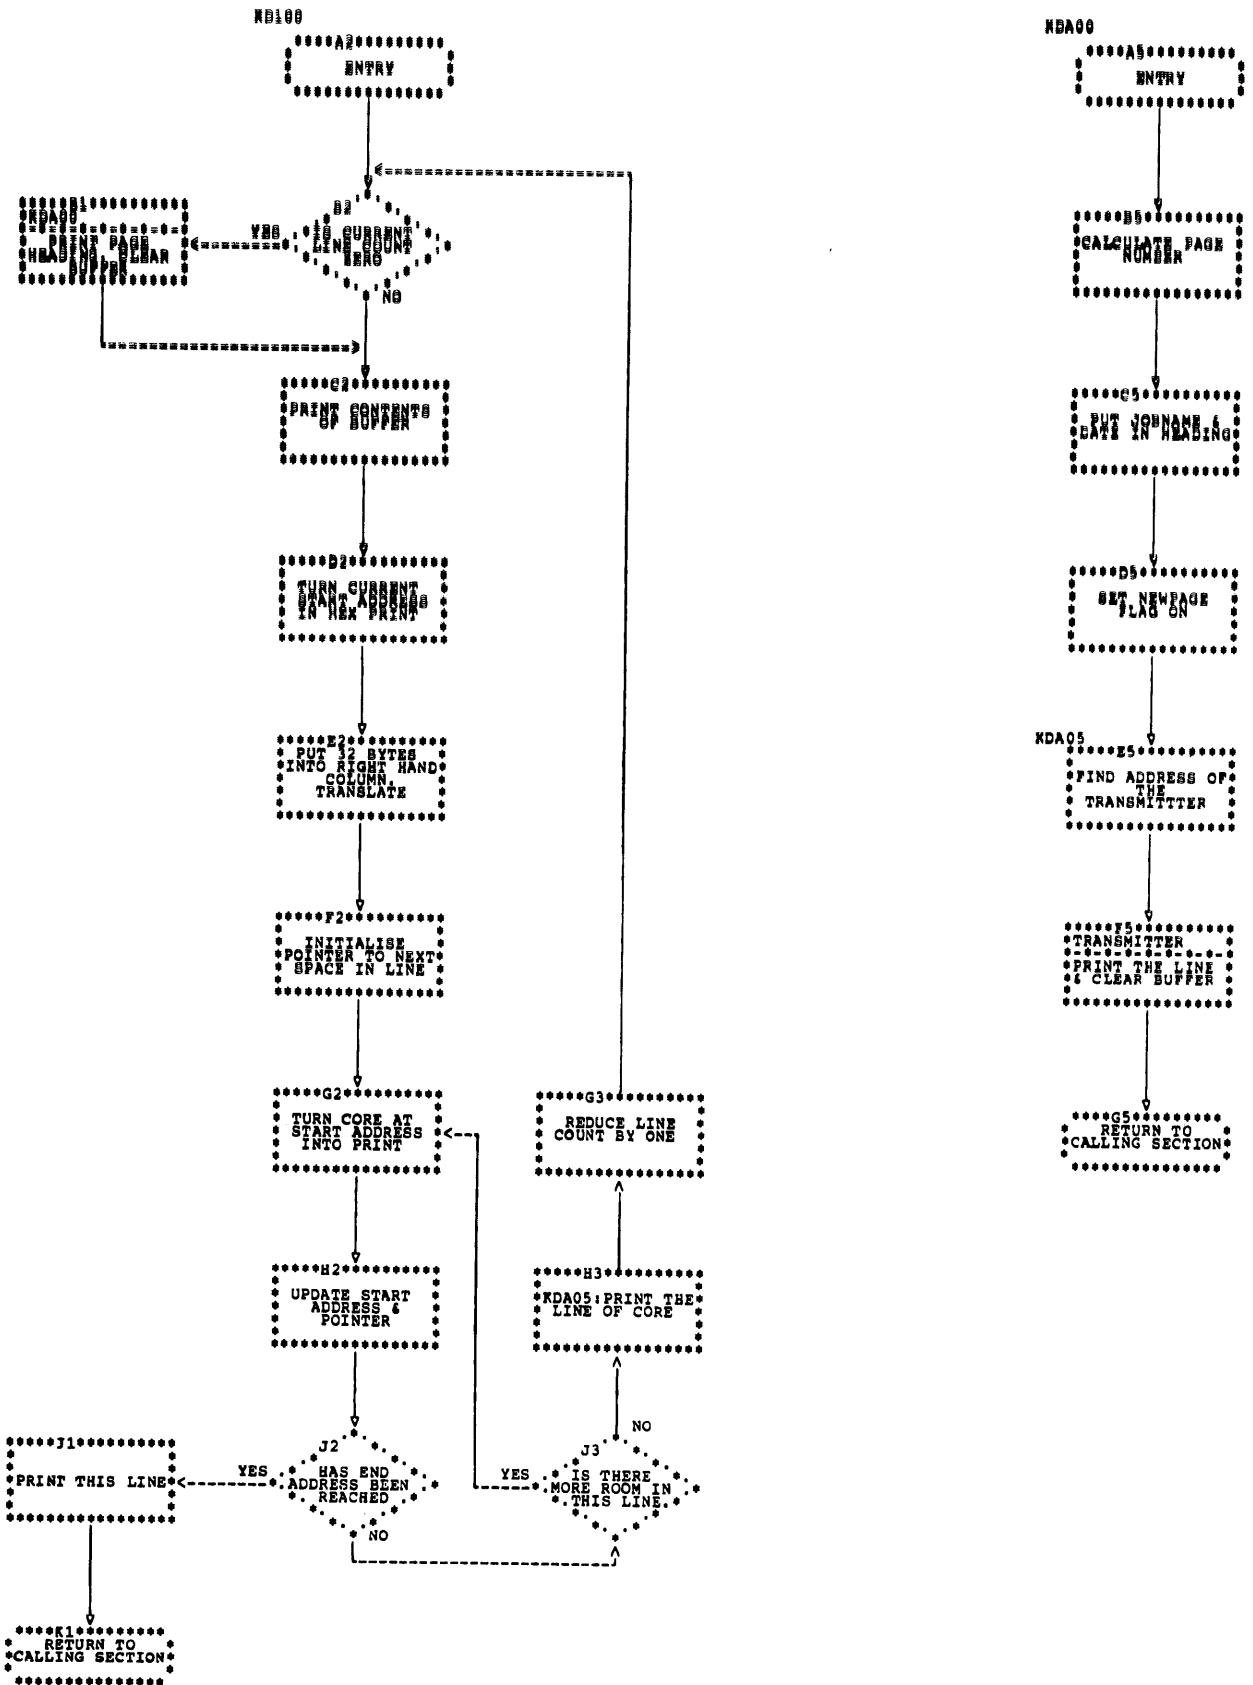 KD100
A2
ENTRY
B2
IS CURRENT
LINE COUNT
ZERO
YES
NO
B1
KDA00
PRINT PAGE
HEADING, CLEAR
BUFFER
C2
PRINT CONTENTS
OF BUFFER
D2
TURN CURRENT
START ADDRESS
IN HEX PRINT
E2
PUT 32 BYTES
INTO RIGHT HAND
COLUMN,
TRANSLATE
F2
INITIALISE
POINTER TO NEXT
SPACE IN LINE
G2
TURN CORE AT
START ADDRESS
INTO PRINT
H2
UPDATE START
ADDRESS &
POINTER
J2
HAS END
ADDRESS BEEN
REACHED
YES
NO
J1
PRINT THIS LINE
K1
RETURN TO
CALLING SECTION
G3
REDUCE LINE
COUNT BY ONE
H3
KDA05:PRINT THE
LINE OF CORE
NO
J3
IS THERE
MORE ROOM IN
THIS LINE.
YES
KDA00
A5
ENTRY
B5
CALCULATE PAGE
NUMBER
C5
PUT JOBNAME &
DATE IN HEADING
D5
SET NEWPAGE
FLAG ON
KDA05
E5
FIND ADDRESS OF
THE
TRANSMITTTER
F5
TRANSMITTER
PRINT THE LINE
& CLEAR BUFFER
G5
RETURN TO
CALLING SECTION